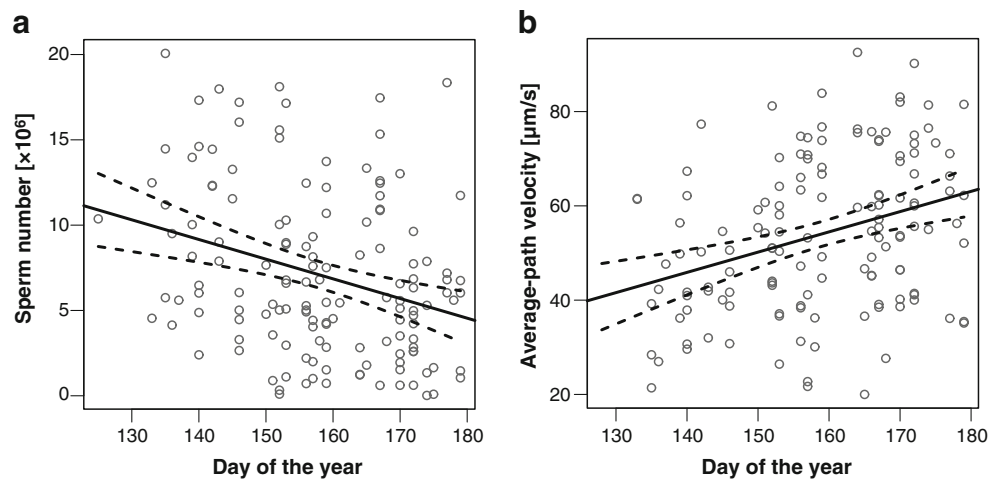 a
Sperm number [×10⁶]
20
15
10
5
0
130 140 150 160 170 180
Day of the year
b
Average-path velocity [µm/s]
80
60
40
20
130 140 150 160 170 180
Day of the year